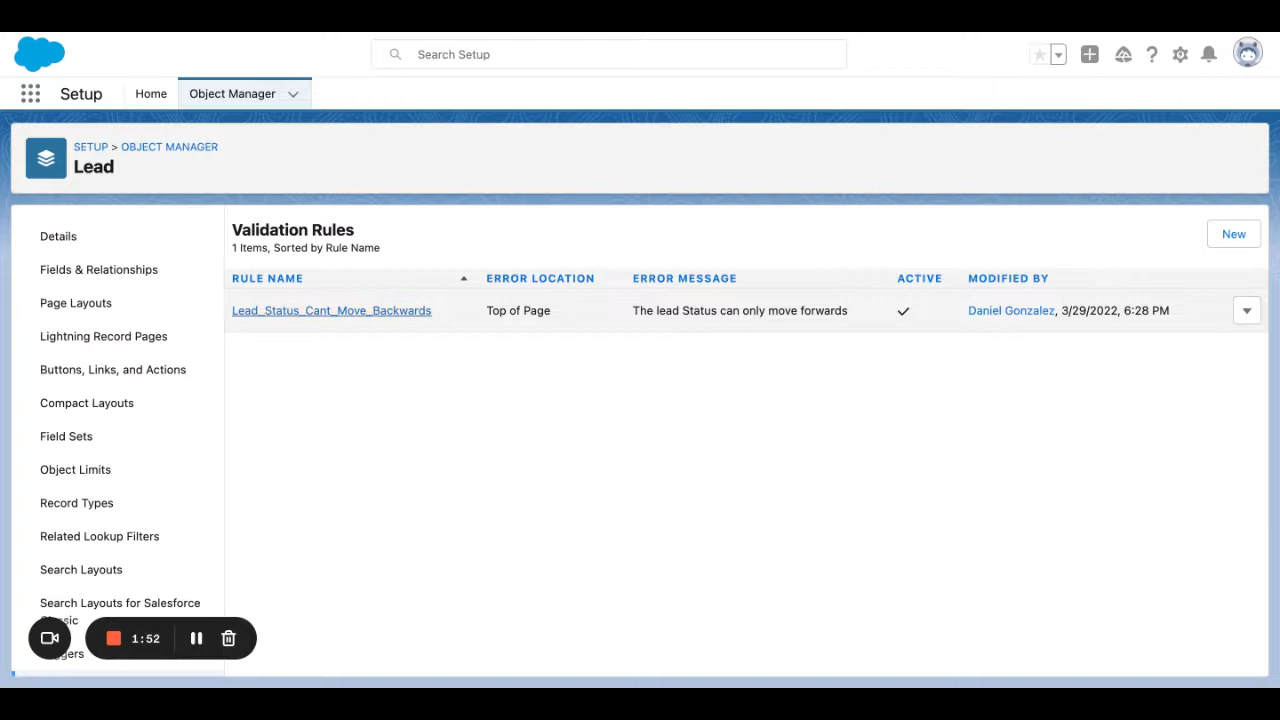 Search Setup
Setup
Home
Object Manager
SETUP > OBJECT MANAGER
Lead
Details
Fields & Relationships
Page Layouts
Lightning Record Pages
Buttons, Links, and Actions
Compact Layouts
Field Sets
Object Limits
Record Types
Related Lookup Filters
Search Layouts
Search Layouts for Salesforce
1:52
Validation Rules
1 Items, Sorted by Rule Name
New
RULE NAME ERROR LOCATION ERROR MESSAGE ACTIVE MODIFIED BY
Lead_Status_Cant_Move_Backwards Top of Page The lead Status can only move forwards Daniel Gonzalez, 3/29/2022, 6:28 PM